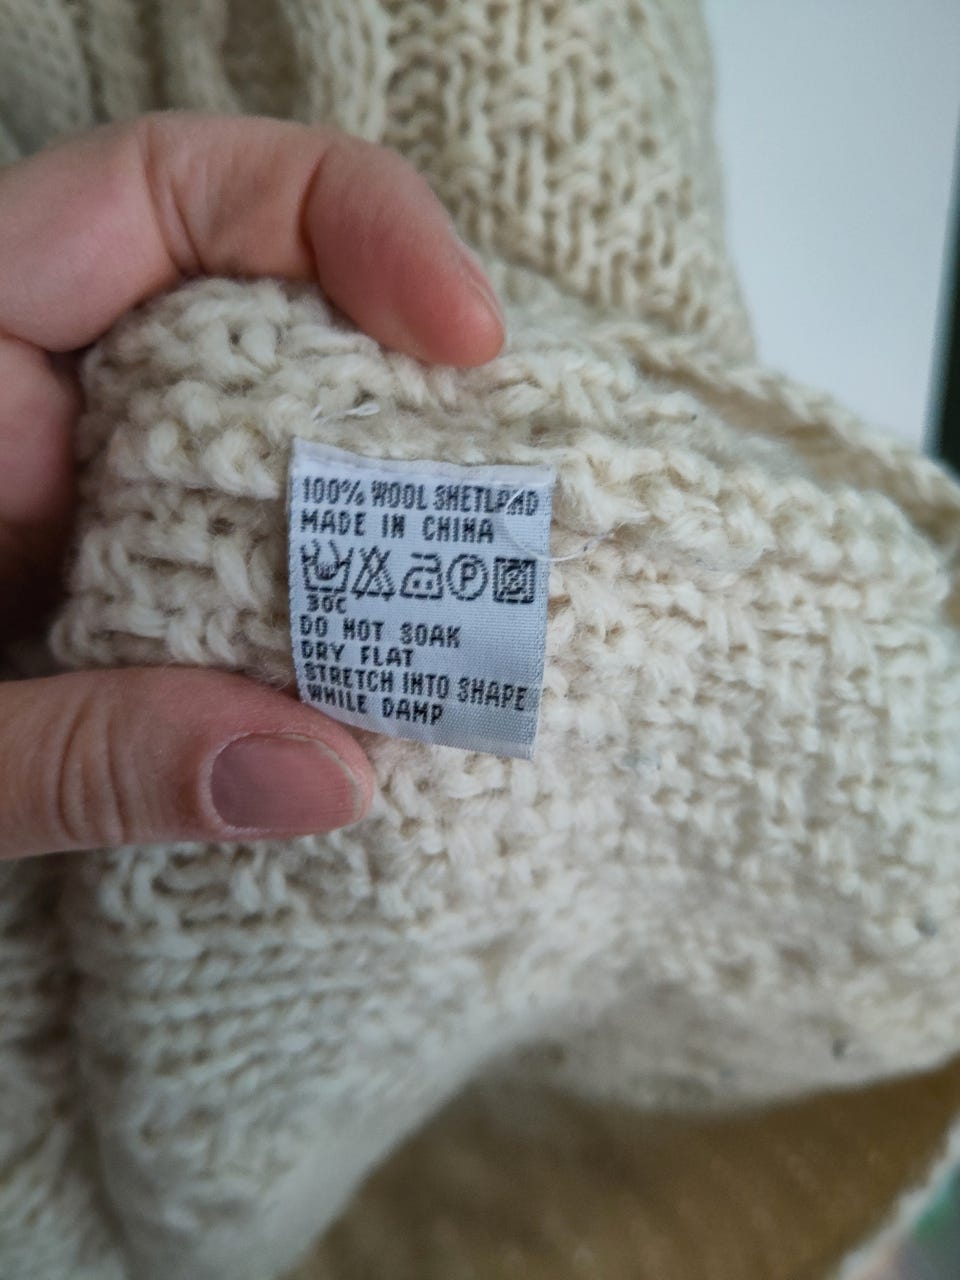 100% WOOL SHETLAND
MADE IN CHINA
P
30C
DO NOT SOAK
DRY FLAT
STRETCH INTO SHAPE
WHILE DAMP